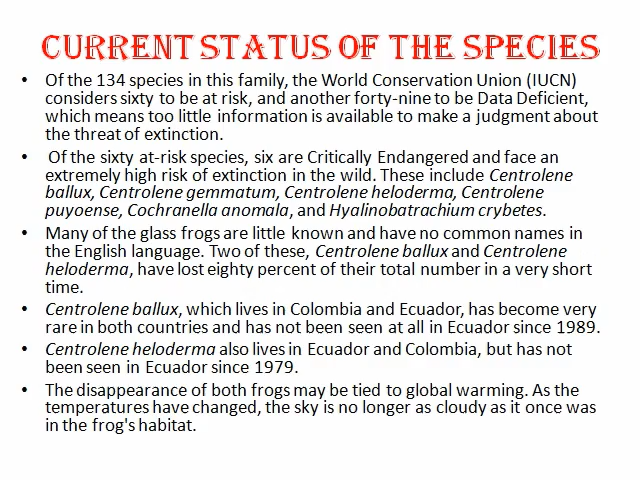 CURRENT STATUS OF THE SPECIES
• Of the 134 species in this family, the World Conservation Union (IUCN)
considers sixty to be at risk, and another forty-nine to be Data Deficient,
which means too little information is available to make a judgment about
the threat of extinction.
• Of the sixty at-risk species, six are Critically Endangered and face an
extremely high risk of extinction in the wild. These include Centrolene
ballux, Centrolene gemmatum, Centrolene heloderma, Centrolene
puyoense, Cochranella anomala, and Hyalinobatrachium crybetes.
• Many of the glass frogs are little known and have no common names in
the English language. Two of these, Centrolene ballux and Centrolene
heloderma, have lost eighty percent of their total number in a very short
time.
• Centrolene ballux, which lives in Colombia and Ecuador, has become very
rare in both countries and has not been seen at all in Ecuador since 1989.
• Centrolene heloderma also lives in Ecuador and Colombia, but has not
been seen in Ecuador since 1979.
• The disappearance of both frogs may be tied to global warming. As the
temperatures have changed, the sky is no longer as cloudy as it once was
in the frog's habitat.